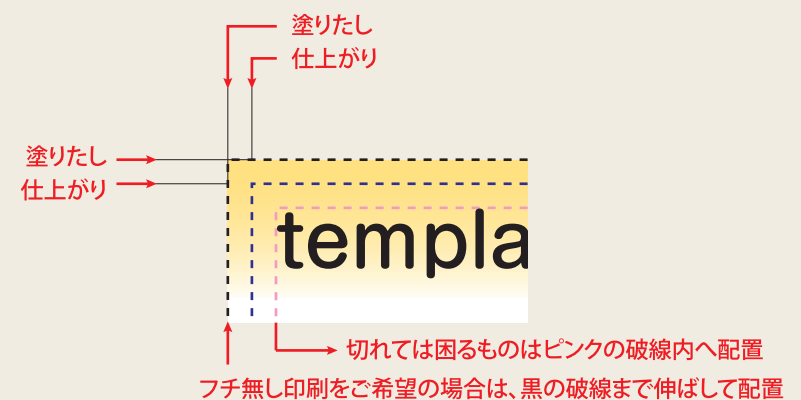 塗りたし
仕上がり
塗りたし
仕上がり
templa
切れては困るものはピンクの破線内へ配置
フチ無し印刷をご希望の場合は、黒の破線まで伸ばして配置